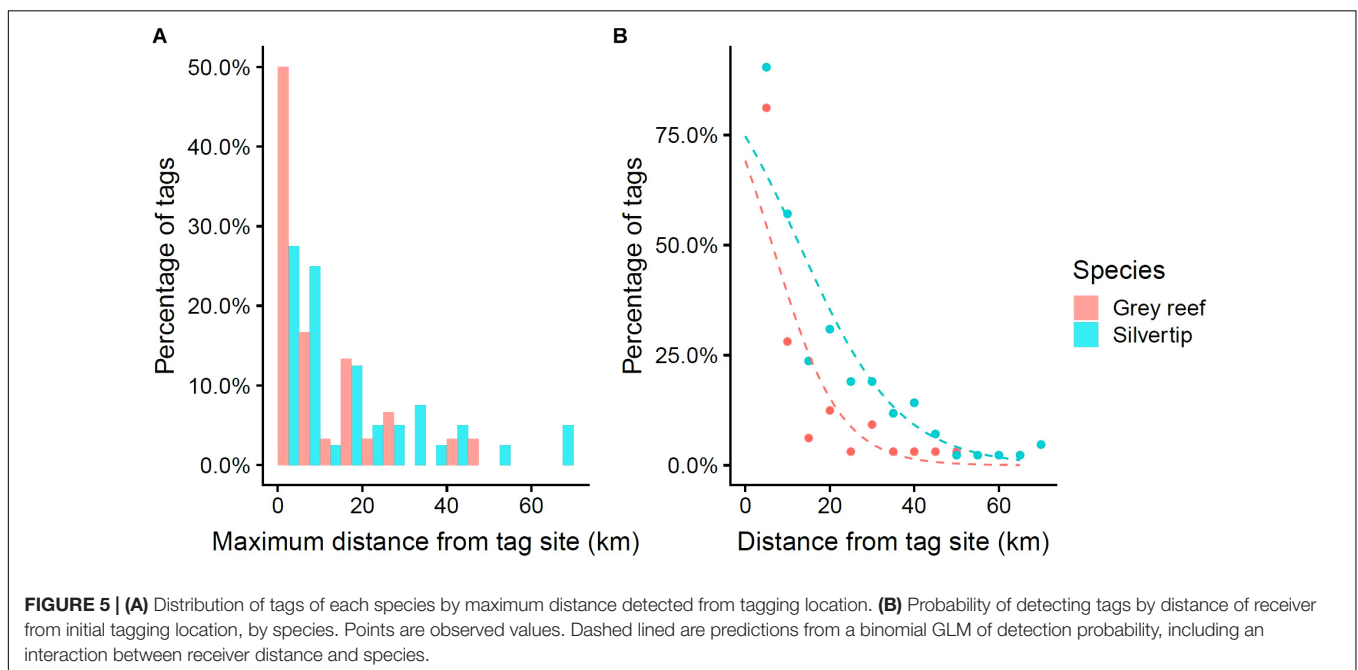 A
B
50.0%
40.0%
30.0%
20.0%
10.0%
0.0%
Percentage of tags
0
20
40
60
Maximum distance from tag site (km)
75.0%
50.0%
25.0%
0.0%
Percentage of tags
0
20
40
60
Distance from tag site (km)
Species
Grey reef
Silvertip
FIGURE 5 | (A) Distribution of tags of each species by maximum distance detected from tagging location. (B) Probability of detecting tags by distance of receiver
from initial tagging location, by species. Points are observed values. Dashed lined are predictions from a binomial GLM of detection probability, including an
interaction between receiver distance and species.